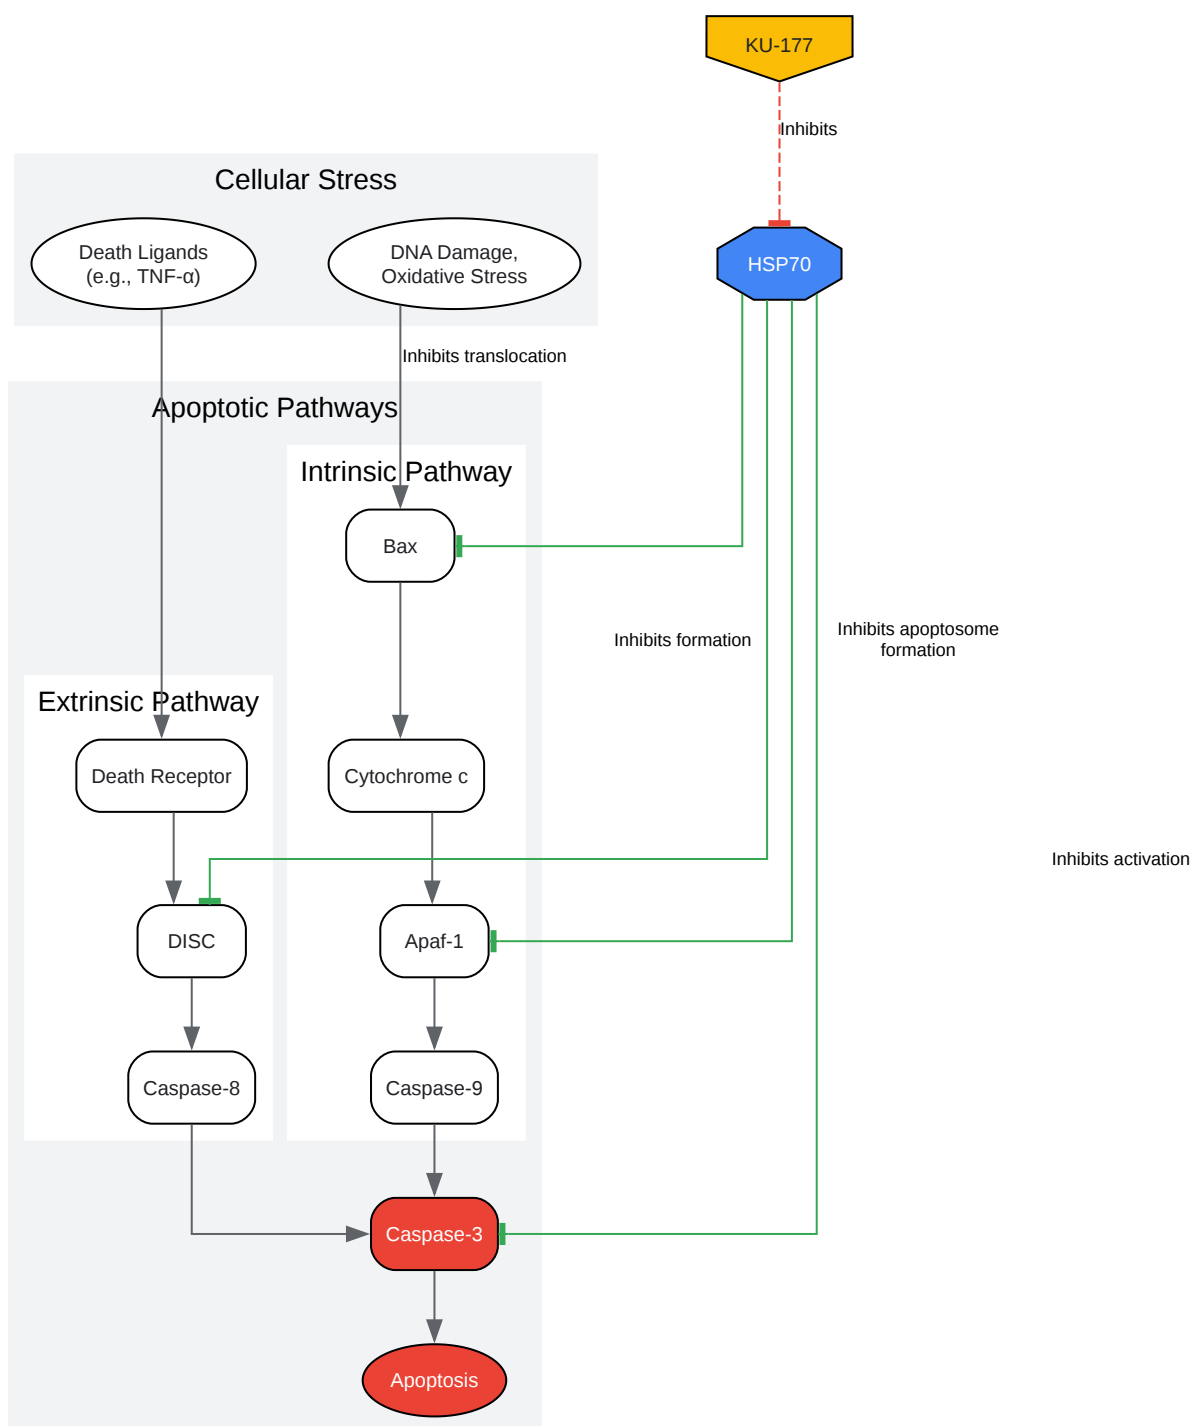 KU-177
Inhibits
Cellular Stress
Death Ligands
(e.g., TNF-α)
DNA Damage,
Oxidative Stress
HSP70
Inhibits translocation
Apoptotic Pathways
Intrinsic Pathway
Bax
Inhibits formation
Inhibits apoptosome
formation
Extrinsic Pathway
Death Receptor
Cytochrome c
Inhibits activation
DISC
Apaf-1
Caspase-8
Caspase-9
Caspase-3
Apoptosis